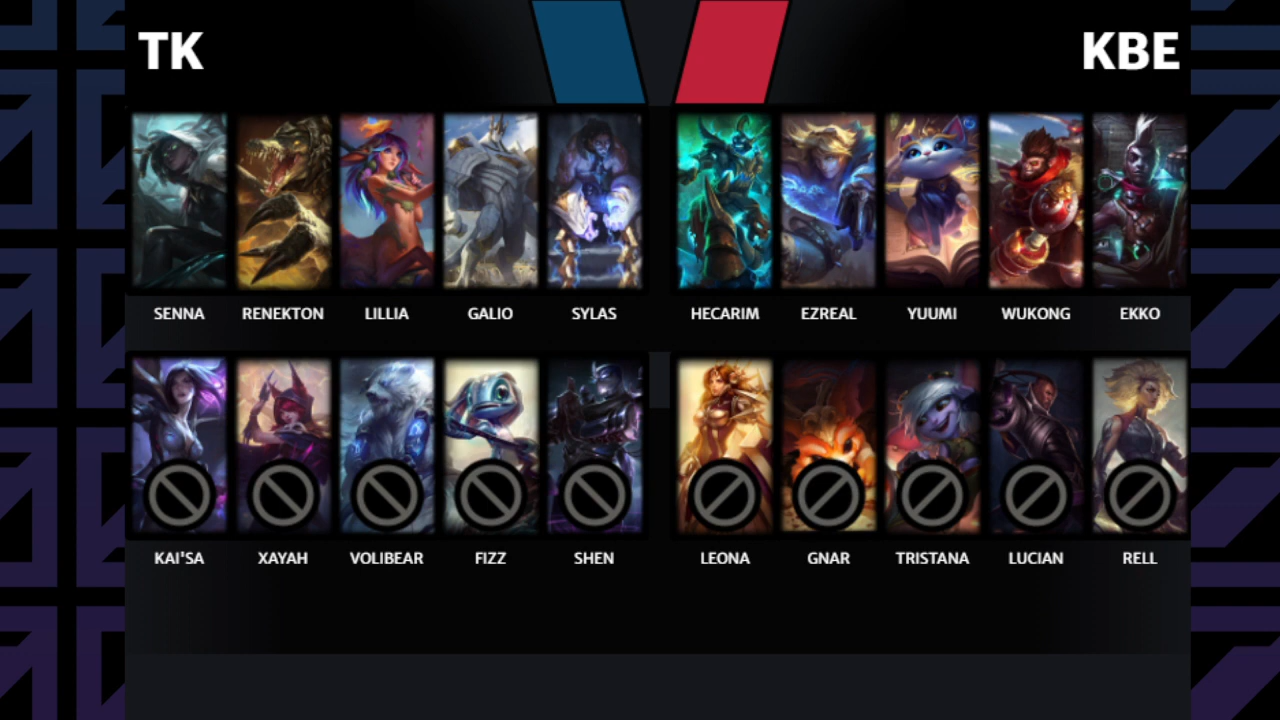 TK
KBE
SENNA RENEKTON LILLIA GALIO SYLAS HECARIM EZREAL YUUMI WUKONG EKKO
KAI'SA XAYAH VOLIBEAR FIZZ SHEN LEONA GNAR TRISTANA LUCIAN RELL